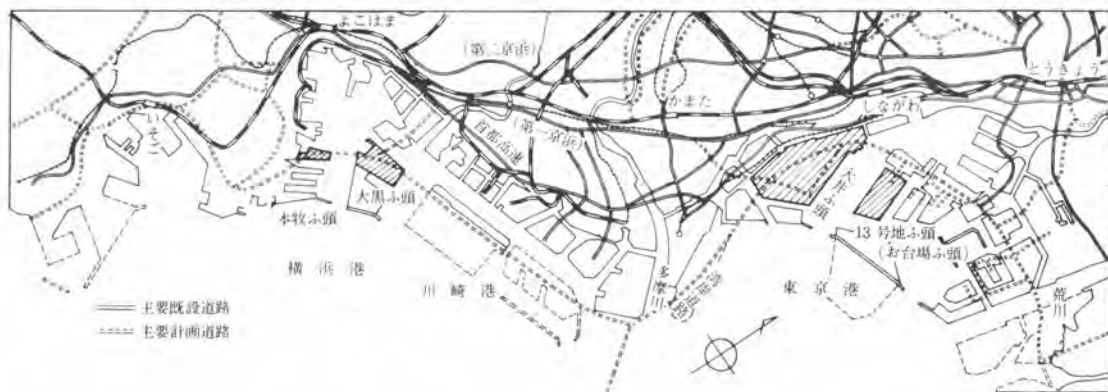 よこはま
(第二京浜)
とうきょう
かまた
しながわ
いそご
首都高速
(第一京浜)
大井ふ頭
本牧ふ頭
大黒ふ頭
13号地ふ頭
(お台場ふ頭)
横浜港
川崎港
多摩川
湾岸道路
東京港
荒川
主要既設道路
主要計画道路